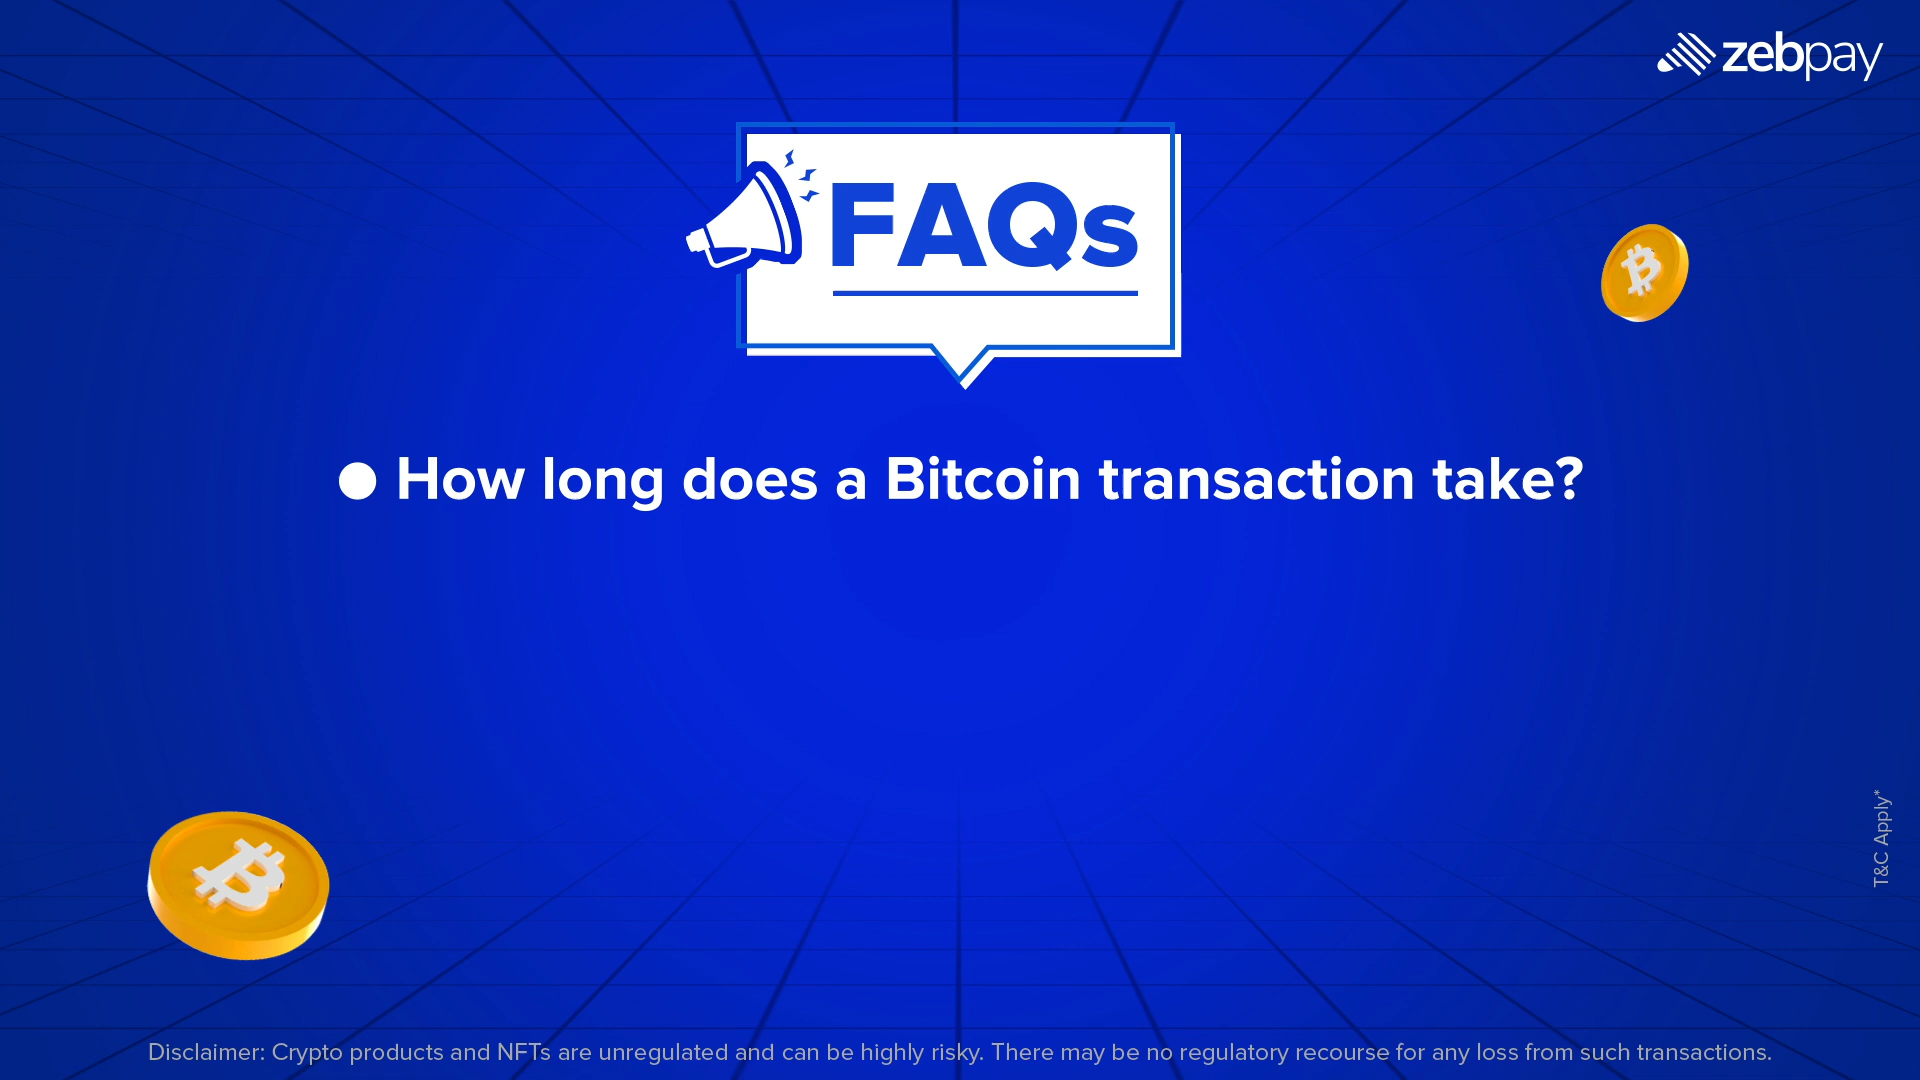 zebpay
FAQs
● How long does a Bitcoin transaction take?
T&C Apply*
Disclaimer: Crypto products and NFTs are unregulated and can be highly risky. There may be no regulatory recourse for any loss from such transactions.